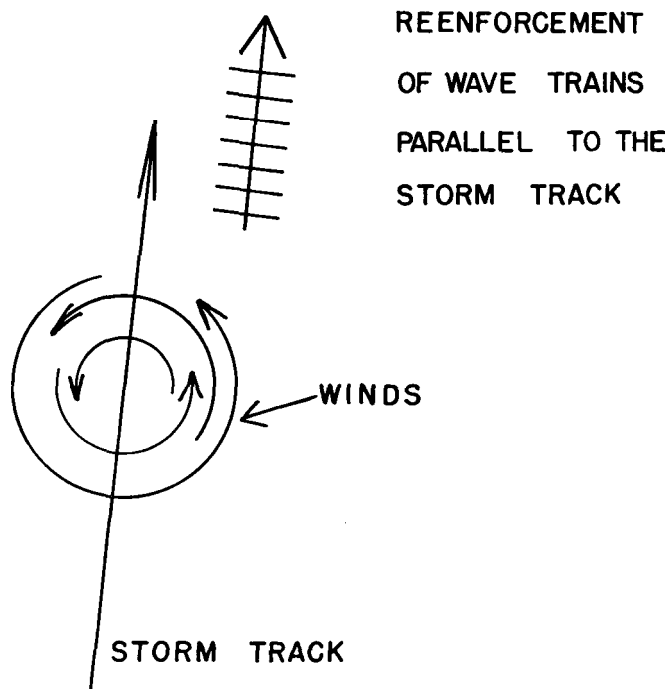 REENFORCEMENT
OF WAVE TRAINS
PARALLEL TO THE
STORM TRACK
WINDS
STORM TRACK